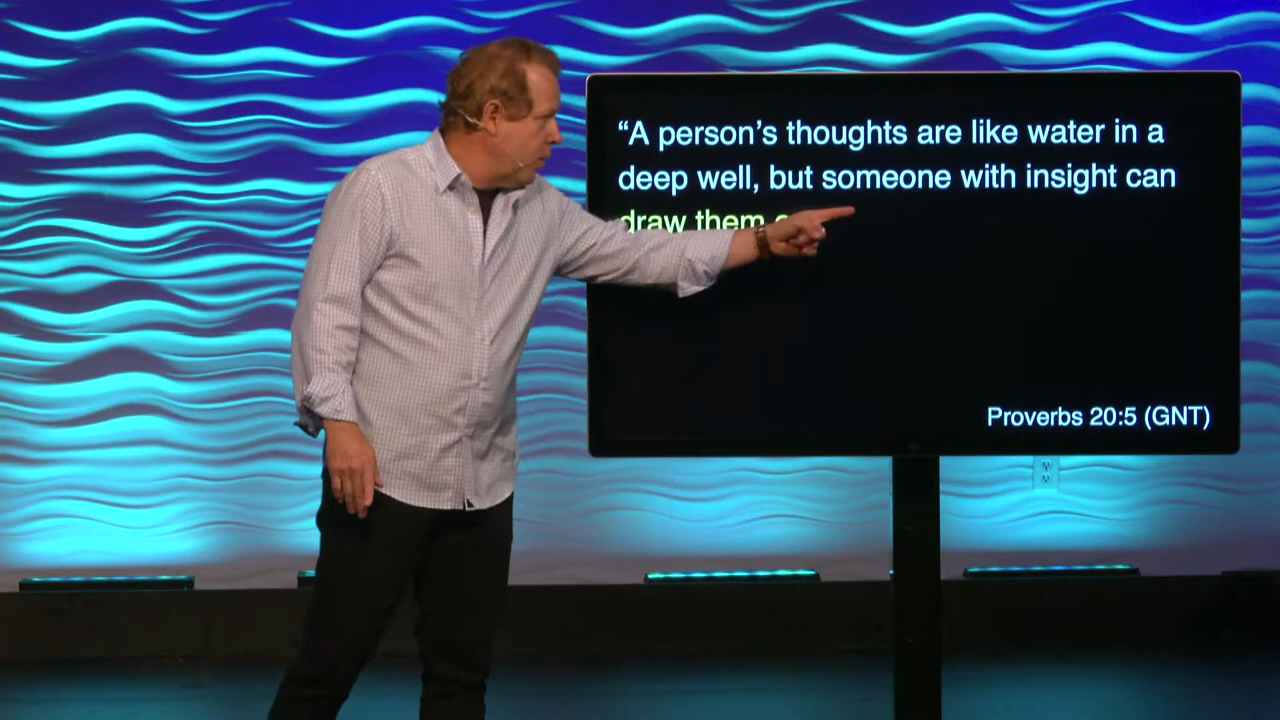 “A person’s thoughts are like water in a
deep well, but someone with insight can
draw them
Proverbs 20:5 (GNT)